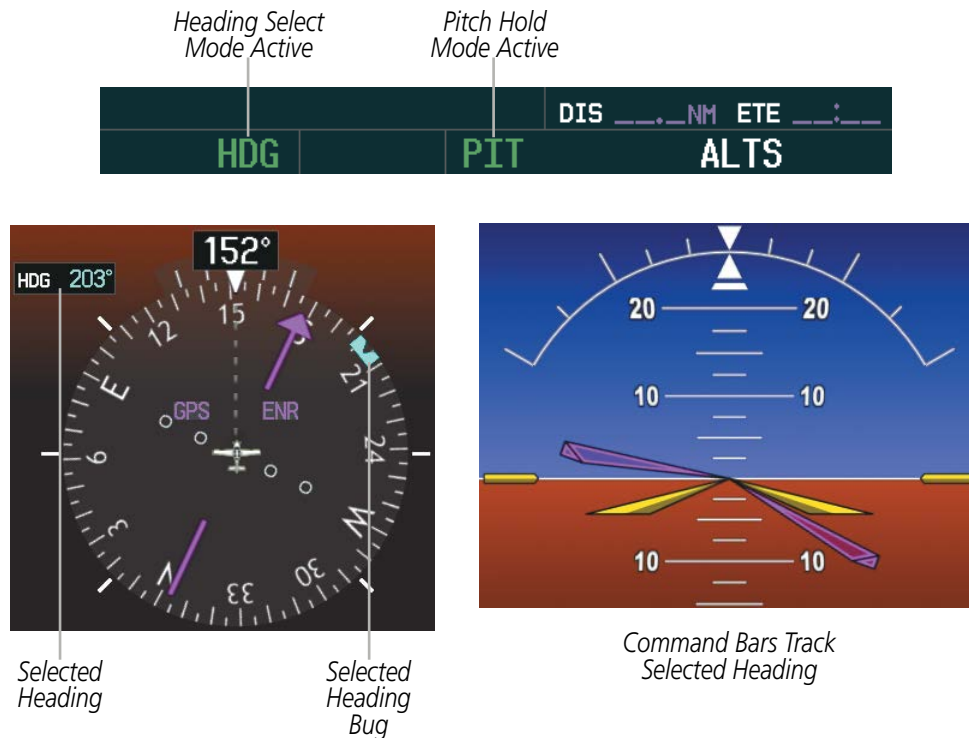 Heading Select
Mode Active
Pitch Hold
Mode Active
DIS __._NM ETE __:__
HDG PIT ALTS
152°
HDG 203°
12
15
21
E
GPS ENR
24
6
W
3
30
N
33
20 20
10 10
10 10
Selected
Heading
Selected
Heading
Bug
Command Bars Track
Selected Heading